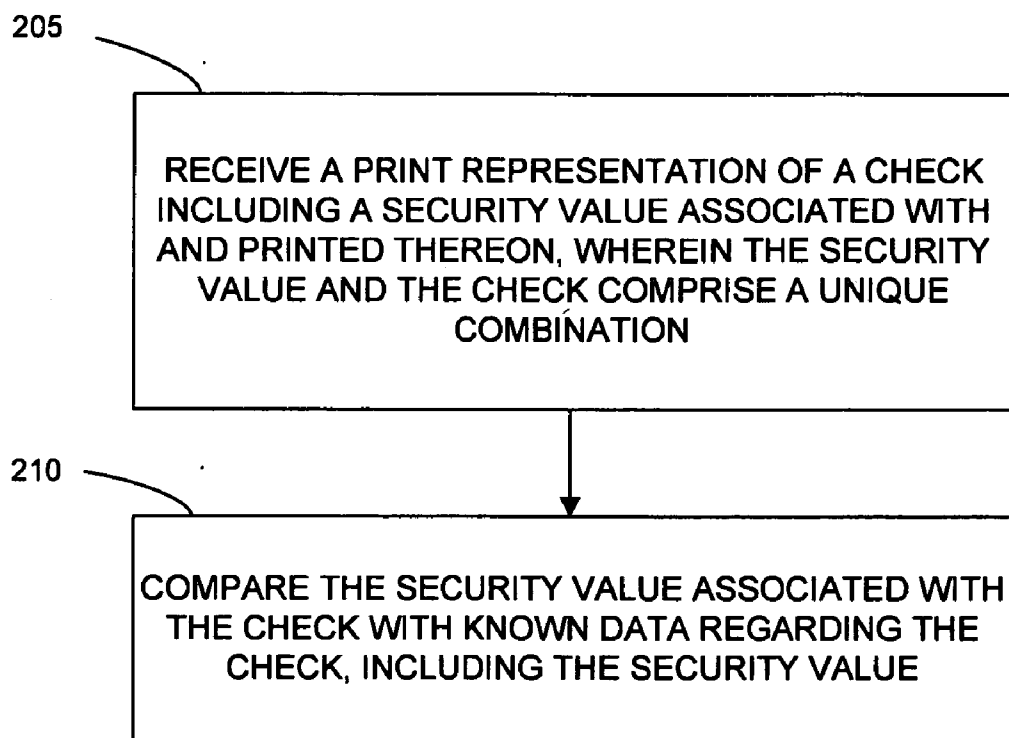 205
RECEIVE A PRINT REPRESENTATION OF A CHECK
INCLUDING A SECURITY VALUE ASSOCIATED WITH
AND PRINTED THEREON, WHEREIN THE SECURITY
VALUE AND THE CHECK COMPRISE A UNIQUE
COMBINATION
210
COMPARE THE SECURITY VALUE ASSOCIATED WITH
THE CHECK WITH KNOWN DATA REGARDING THE
CHECK, INCLUDING THE SECURITY VALUE